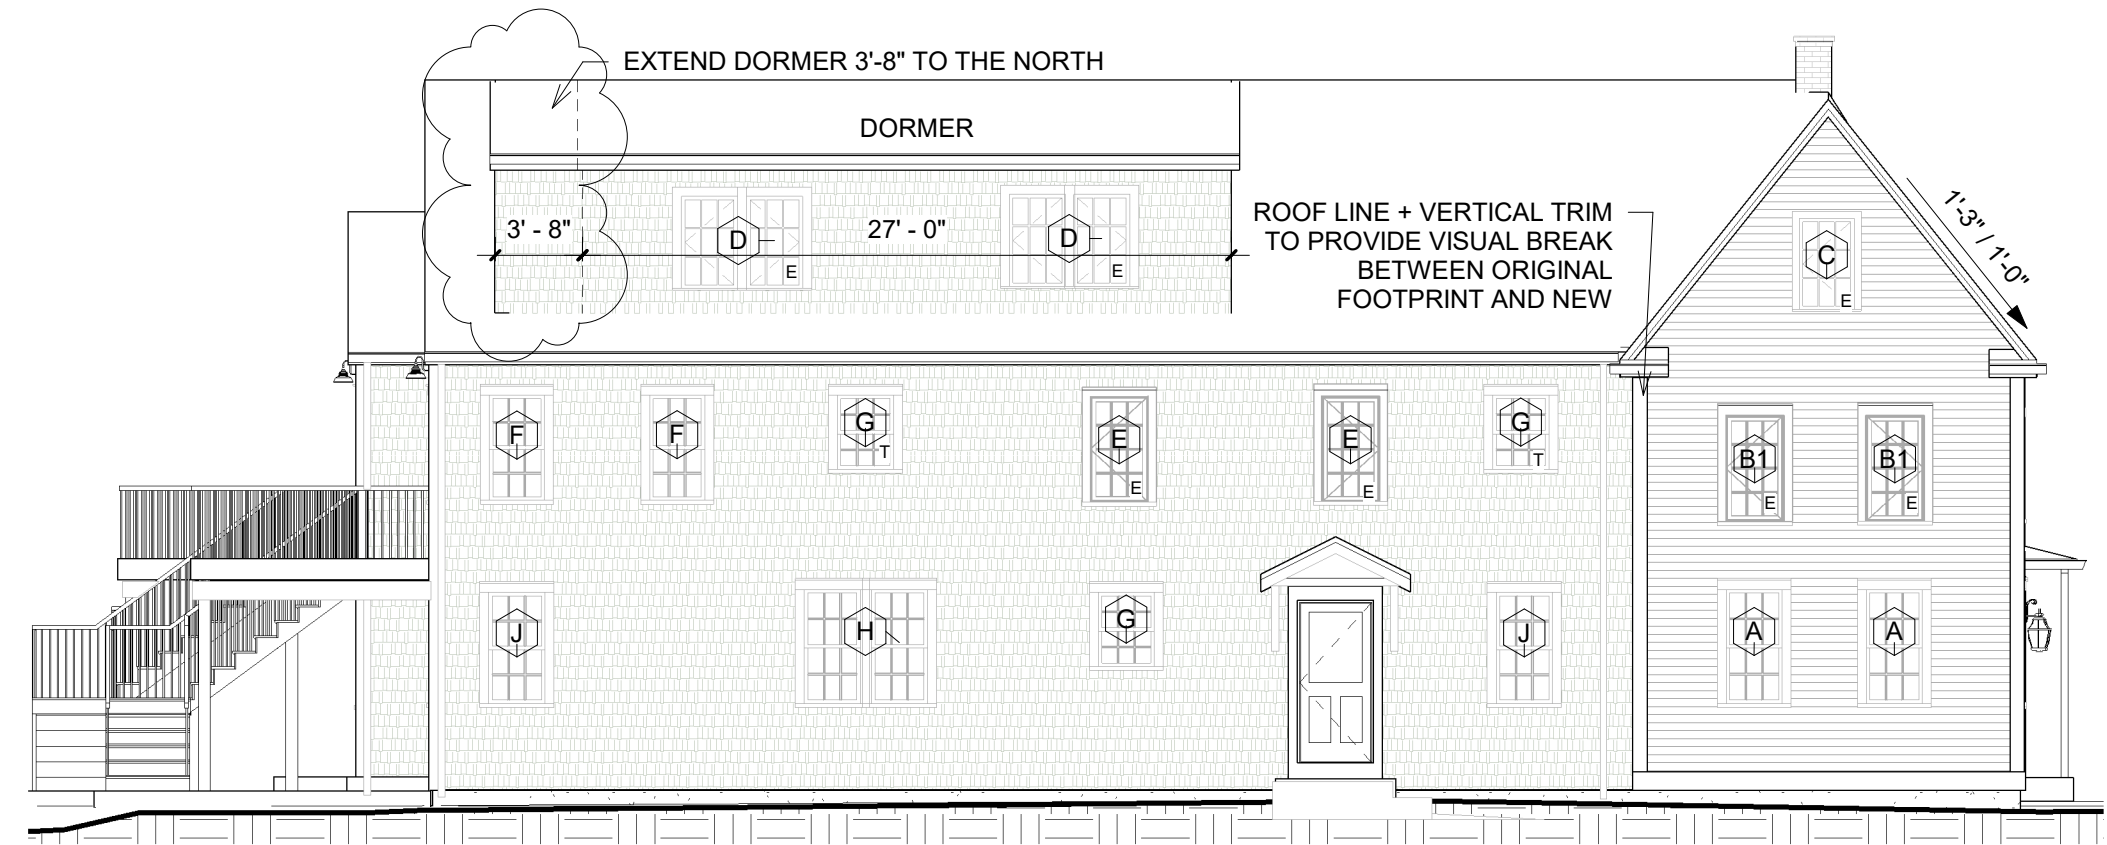 EXTEND DORMER 3'-8" TO THE NORTH
DORMER
3' - 8"
D
E
27' - 0"
D
E
ROOF LINE + VERTICAL TRIM
TO PROVIDE VISUAL BREAK
BETWEEN ORIGINAL
FOOTPRINT AND NEW
1'-3" / 1'-0"
C
E
F
F
G
T
E
E
E
E
G
T
B1
E
B1
E
J
H
G
J
A
A